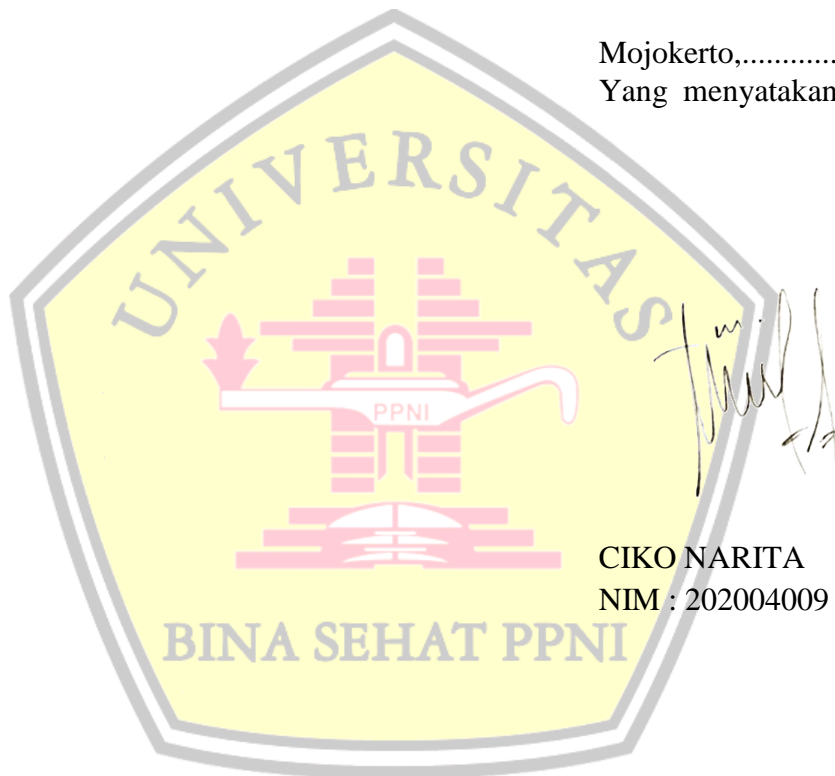 Mojokerto,............
Yang menyatakan
UNIVERSITAS
PPNI
CIKO NARITA
NIM : 202004009
BINA SEHAT PPNI